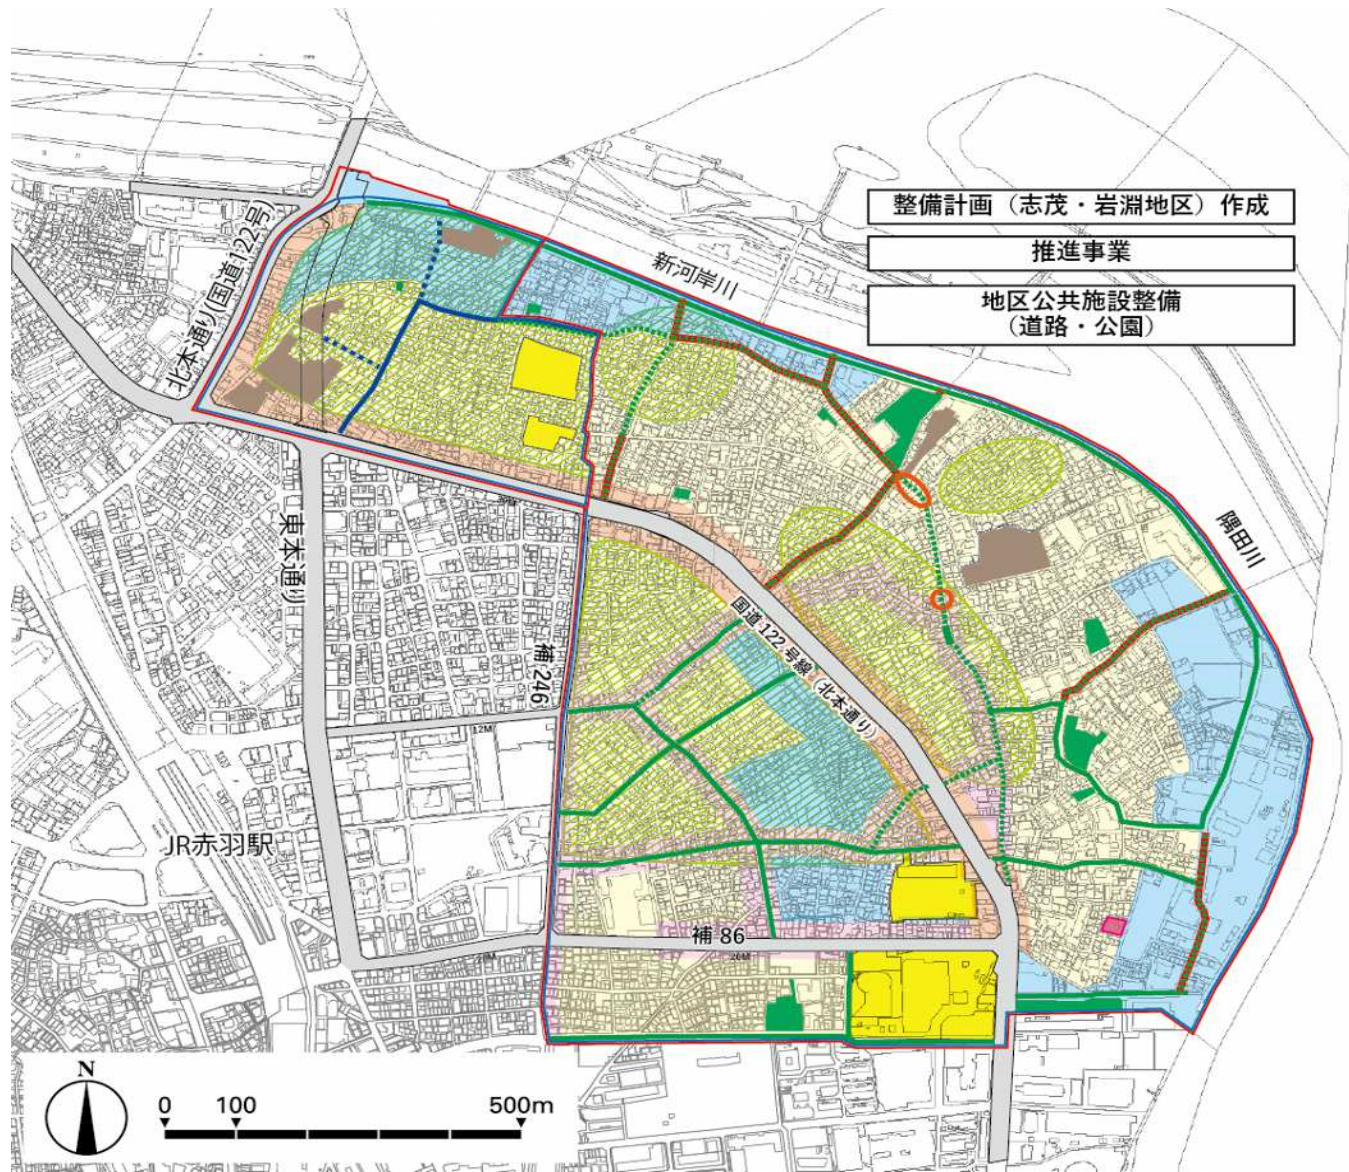 整備計画（志茂・岩淵地区）作成
推進事業
地区公共施設整備
（道路・公園）
新河岸川
北本通り(国道122号)
隅田川
東本通り
補 246
国道 122 号線（北本通り）
12M
JR赤羽駅
補 86
20M
N
0 100 500m